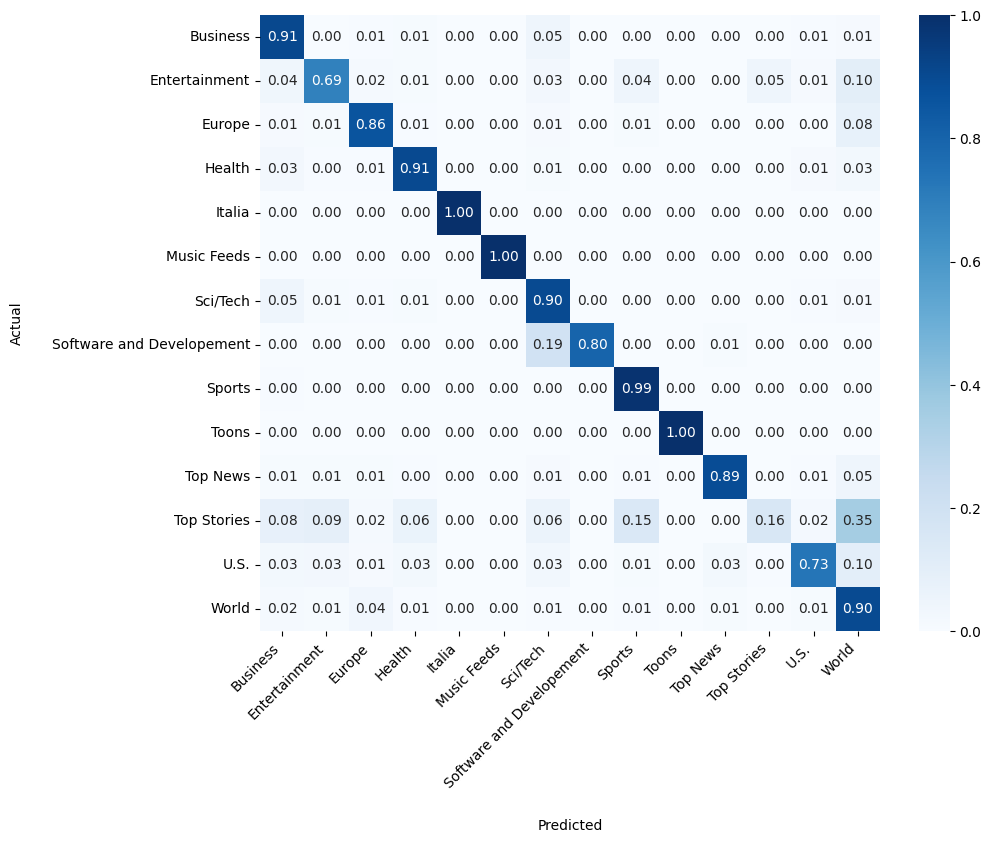 Business 0.91 0.00 0.01 0.01 0.00 0.00 0.05 0.00 0.00 0.00 0.00 0.00 0.01 0.01
Entertainment 0.04 0.69 0.02 0.01 0.00 0.00 0.03 0.00 0.04 0.00 0.00 0.05 0.01 0.10
Europe 0.01 0.01 0.86 0.01 0.00 0.00 0.01 0.00 0.01 0.00 0.00 0.00 0.00 0.08
Health 0.03 0.00 0.01 0.91 0.00 0.00 0.01 0.00 0.00 0.00 0.00 0.00 0.01 0.03
Italia 0.00 0.00 0.00 0.00 1.00 0.00 0.00 0.00 0.00 0.00 0.00 0.00 0.00 0.00
Music Feeds 0.00 0.00 0.00 0.00 0.00 1.00 0.00 0.00 0.00 0.00 0.00 0.00 0.00 0.00
Sci/Tech 0.05 0.01 0.01 0.01 0.00 0.00 0.90 0.00 0.00 0.00 0.00 0.00 0.01 0.01
Software and Developement 0.00 0.00 0.00 0.00 0.00 0.00 0.19 0.80 0.00 0.00 0.01 0.00 0.00 0.00
Sports 0.00 0.00 0.00 0.00 0.00 0.00 0.00 0.00 0.99 0.00 0.00 0.00 0.00 0.00
Toons 0.00 0.00 0.00 0.00 0.00 0.00 0.00 0.00 0.00 1.00 0.00 0.00 0.00 0.00
Top News 0.01 0.01 0.01 0.00 0.00 0.00 0.01 0.00 0.01 0.00 0.89 0.00 0.01 0.05
Top Stories 0.08 0.09 0.02 0.06 0.00 0.00 0.06 0.00 0.15 0.00 0.00 0.16 0.02 0.35
U.S. 0.03 0.03 0.01 0.03 0.00 0.00 0.03 0.00 0.01 0.00 0.03 0.00 0.73 0.10
World 0.02 0.01 0.04 0.01 0.00 0.00 0.01 0.00 0.01 0.00 0.01 0.00 0.01 0.90
Actual
Business
Entertainment
Europe
Health
Italia
Music Feeds
Sci/Tech
Software and Developement
Sports
Toons
Top News
Top Stories
U.S.
World
Predicted
1.0
0.8
0.6
0.4
0.2
0.0